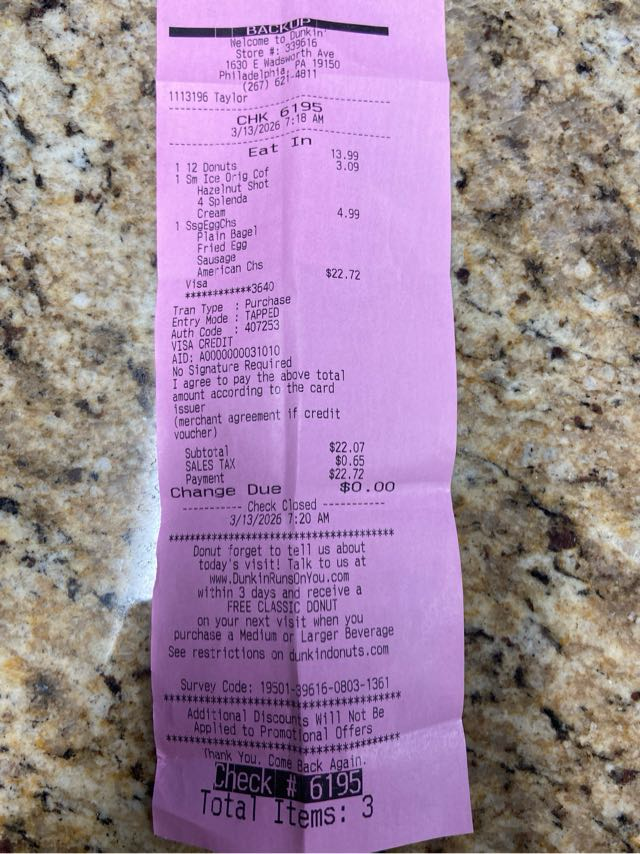 BACKUP
Welcome to Dunkin'
Store #: 339616
1630 E Wadsworth Ave
Philadelphia, PA 19150
(267) 621-4811
1113196 Taylor
CHK 6195
3/13/2026 7:18 AM
Eat In
1 12 Donuts 13.99
1 Sm Ice Orig Cof 3.09
Hazelnut Shot
4 Splenda
Cream
1 SsgEggChs 4.99
Plain Bagel
Fried Egg
Sausage
American Chs
Visa $22.72
************3640
Tran Type : Purchase
Entry Mode : TAPPED
Auth Code : 407253
VISA CREDIT
AID: A0000000031010
No Signature Required
I agree to pay the above total
amount according to the card
issuer
(merchant agreement if credit
voucher)
Subtotal $22.07
SALES TAX $0.65
Payment $22.72
Change Due $0.00
----------- Check Closed -----------
3/13/2026 7:20 AM
Donut forget to tell us about
today's visit! Talk to us at
www.DunkinRunsOnYou.com
within 3 days and receive a
FREE CLASSIC DONUT
on your next visit when you
purchase a Medium or Larger Beverage
See restrictions on dunkindonuts.com
Survey Code: 19501-39616-0803-1361
Additional Discounts Will Not Be
Applied to Promotional Offers
Thank You, Come Back Again.
Check # 6195
Total Items: 3